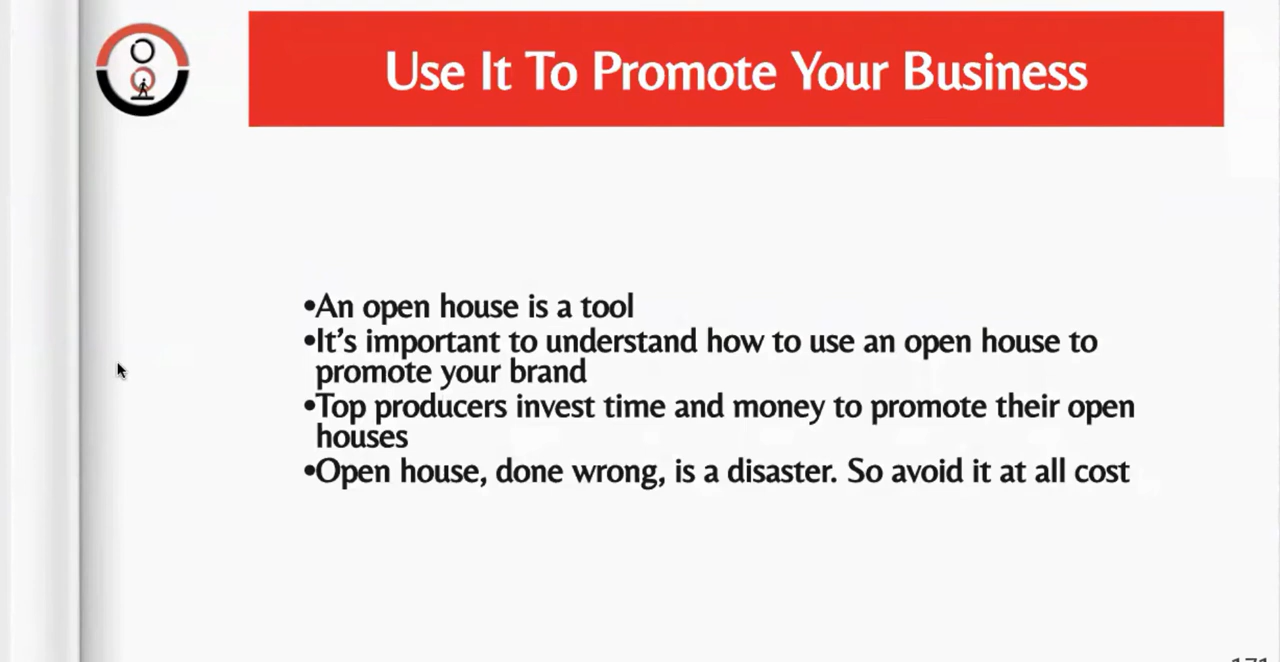 Use It To Promote Your Business
•An open house is a tool
•It’s important to understand how to use an open house to
promote your brand
•Top producers invest time and money to promote their open
houses
•Open house, done wrong, is a disaster. So avoid it at all cost